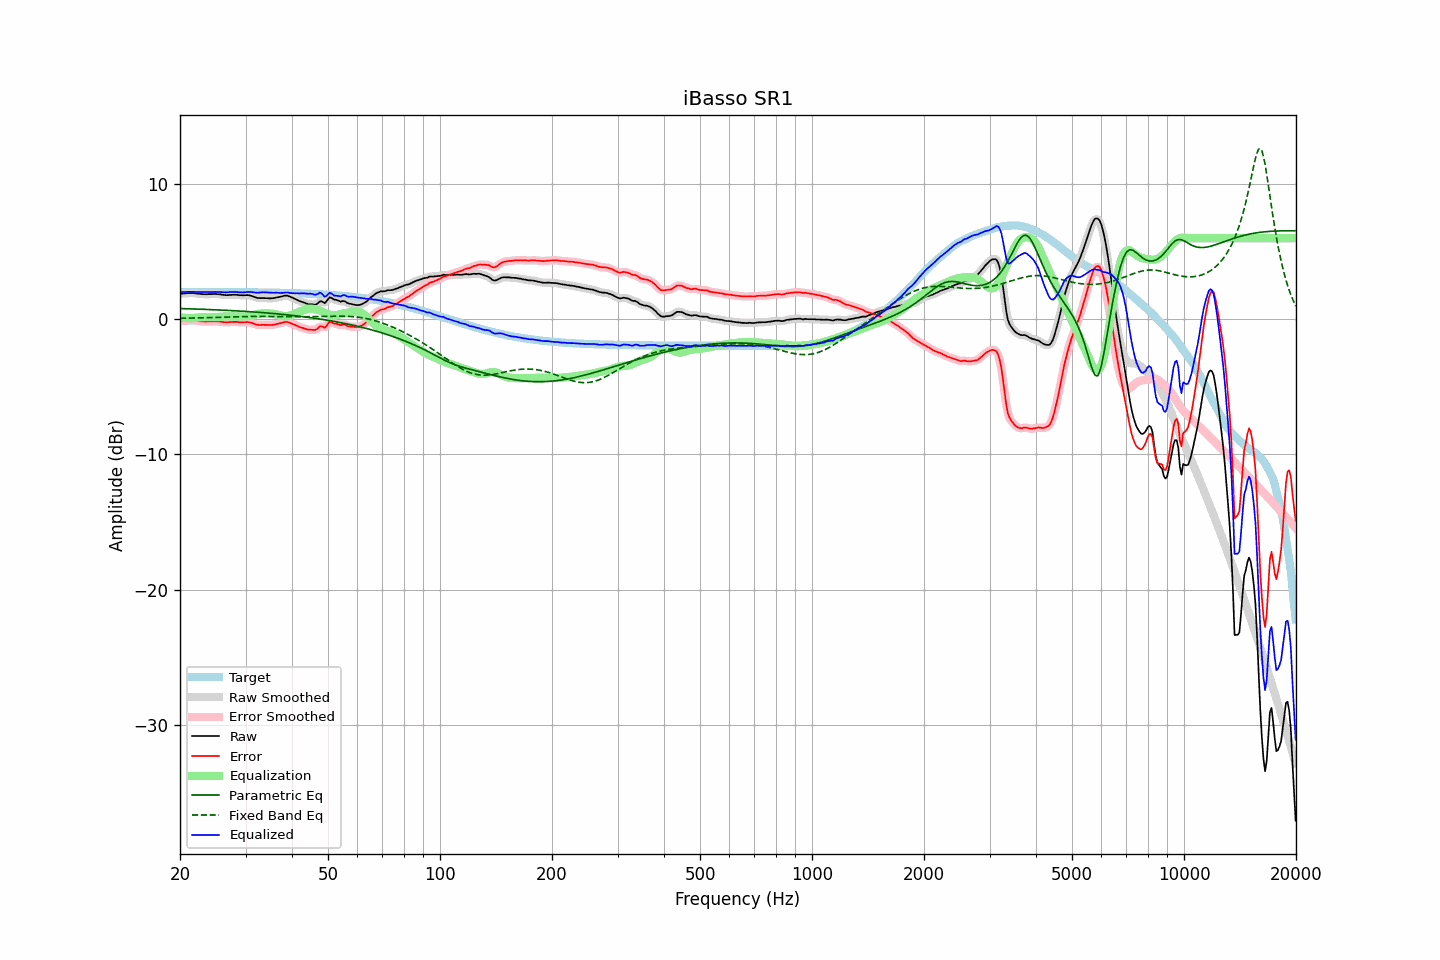 iBasso SR1
Amplitude (dBr)
10
0
−10
−20
−30
Target
Raw Smoothed
Error Smoothed
Raw
Error
Equalization
Parametric Eq
Fixed Band Eq
Equalized
20 50 100 200 500 1000 2000 5000 10000 20000
Frequency (Hz)